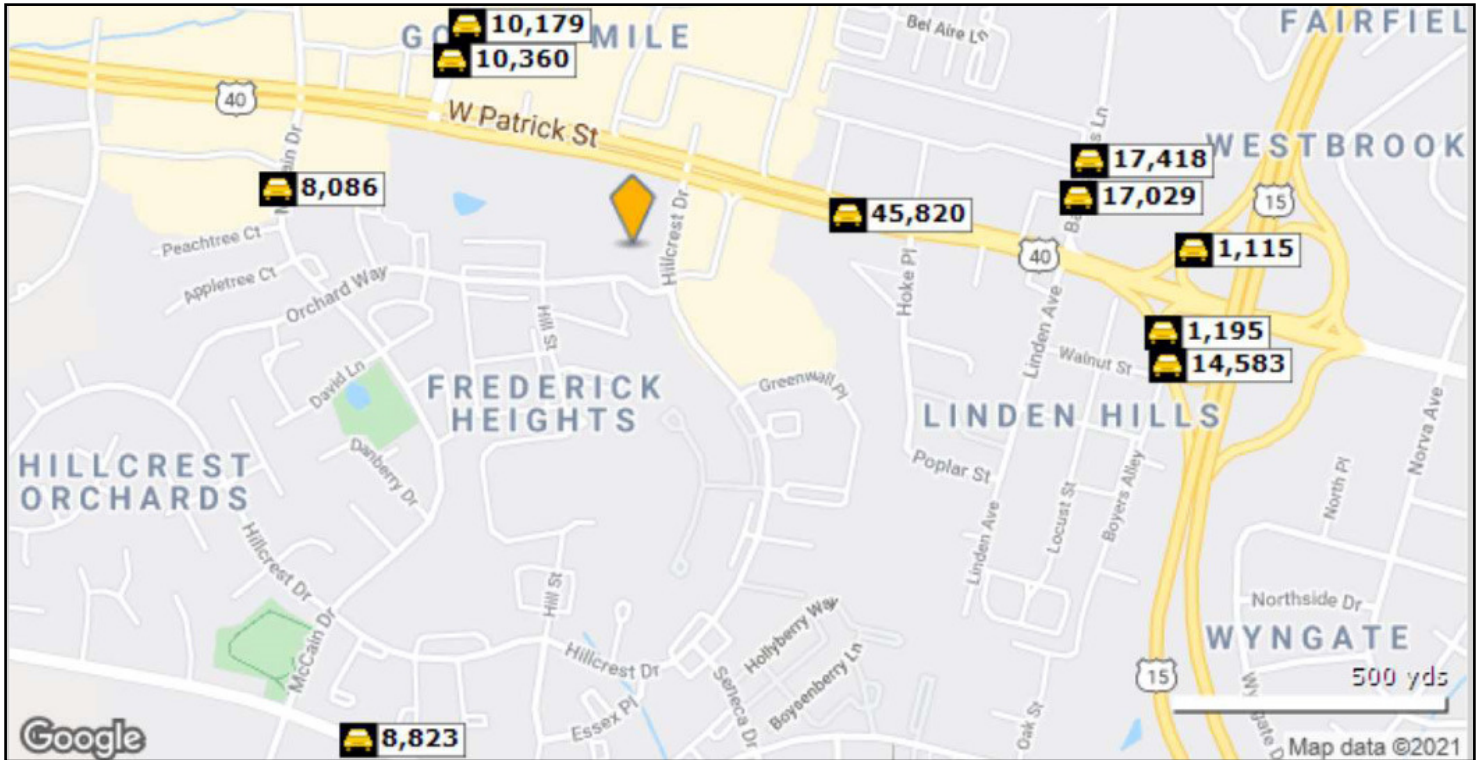 10,179
GO MILE
FAIRFIEL
Bel Aire Ln
10,360
40
W Patrick St
WESTBROOK
17,418
8,086
17,029
15
45,820
Hillcrest Dr
Peachtree Ct
40
1,115
Appletree Ct
Orchard Way
Hoke Pl
Hill St
Linden Ave
1,195
Walnut St
14,583
David Ln
FREDERICK
HEIGHTS
Greenwall Pl
LINDEN HILLS
Norva Ave
HILLCREST
ORCHARDS
Danberry Dr
Poplar St
North Pl
Boyers Alley
Locust St
Linden Ave
Hillcrest Dr
Hill St
Northside Dr
Hollyberry Way
WYNGATE
McCain Dr
Hillcrest Dr
Seneca Dr
Boysenberry Ln
15
500 yds
Essex Pl
Oak St
8,823
Google
Map data ©2021